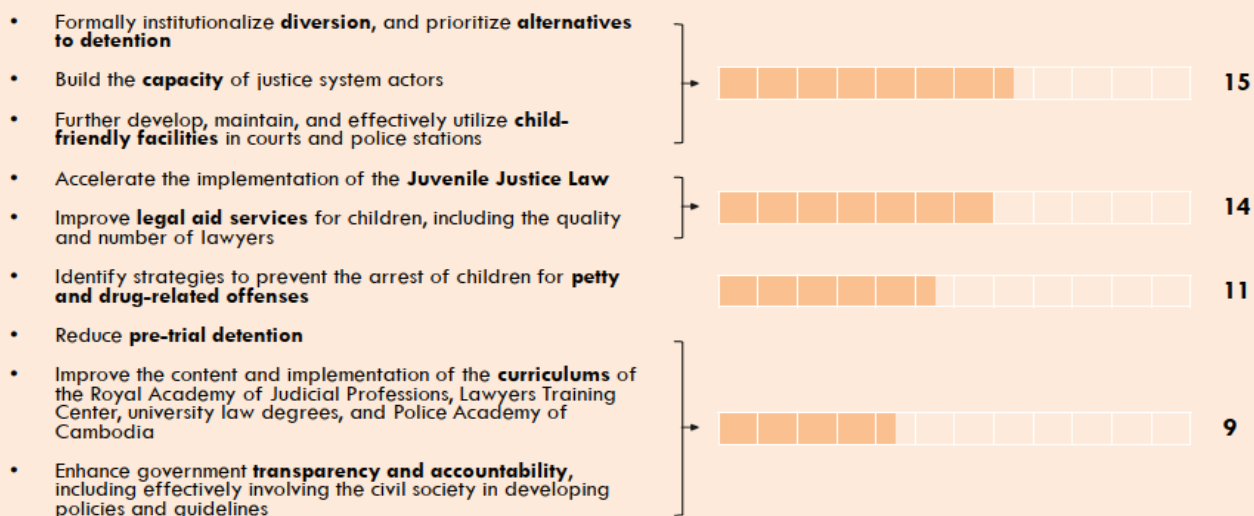 • Formally institutionalize diversion, and prioritize alternatives
to detention
• Build the capacity of justice system actors
15
• Further develop, maintain, and effectively utilize child-
friendly facilities in courts and police stations
• Accelerate the implementation of the Juvenile Justice Law
14
• Improve legal aid services for children, including the quality
and number of lawyers
• Identify strategies to prevent the arrest of children for petty
and drug-related offenses
11
• Reduce pre-trial detention
• Improve the content and implementation of the curriculums of
the Royal Academy of Judicial Professions, Lawyers Training
Center, university law degrees, and Police Academy of
Cambodia
9
• Enhance government transparency and accountability,
including effectively involving the civil society in developing
policies and guidelines